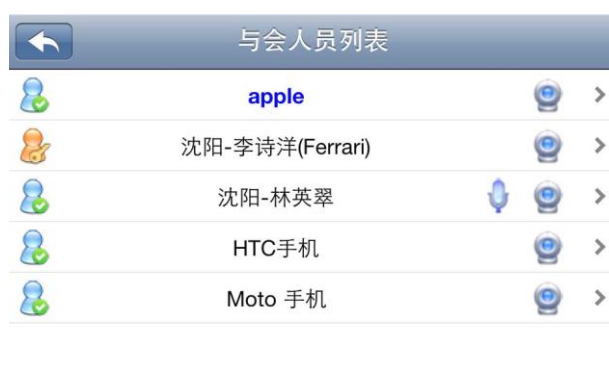 与会人员列表
apple
沈阳-李诗洋(Ferrari)
沈阳-林英翠
HTC手机
Moto 手机